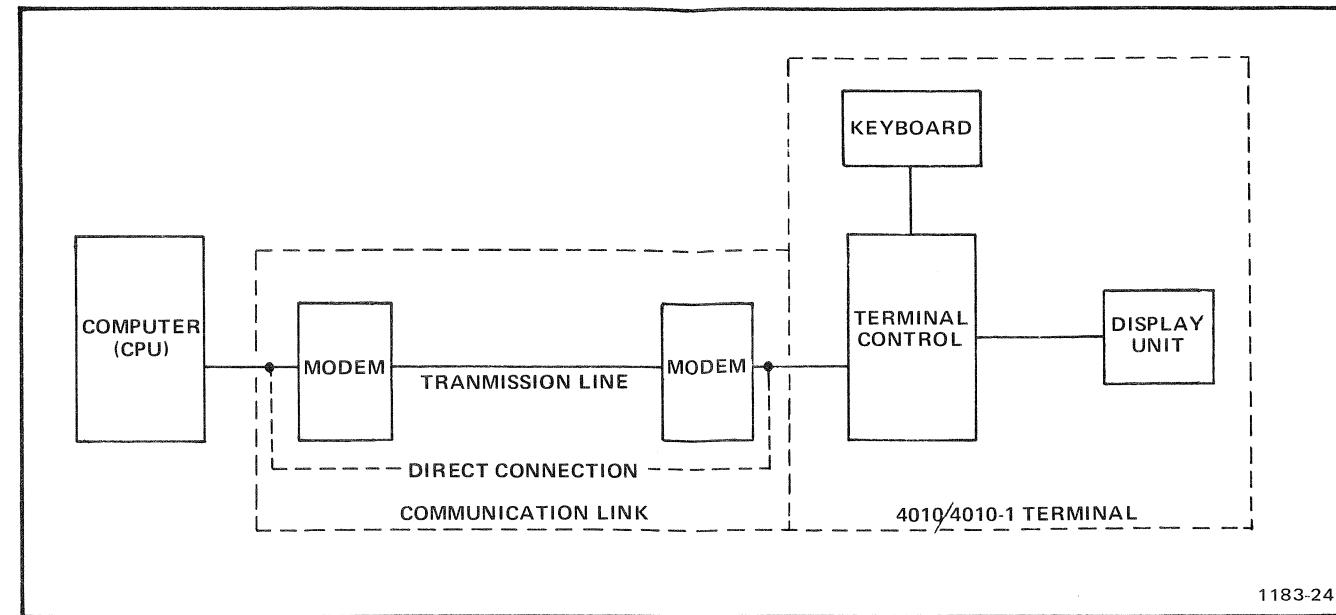 KEYBOARD
COMPUTER
(CPU)
MODEM
TRANMISSION LINE
MODEM
TERMINAL
CONTROL
DISPLAY
UNIT
DIRECT CONNECTION
COMMUNICATION LINK
4010/4010-1 TERMINAL
1183-24